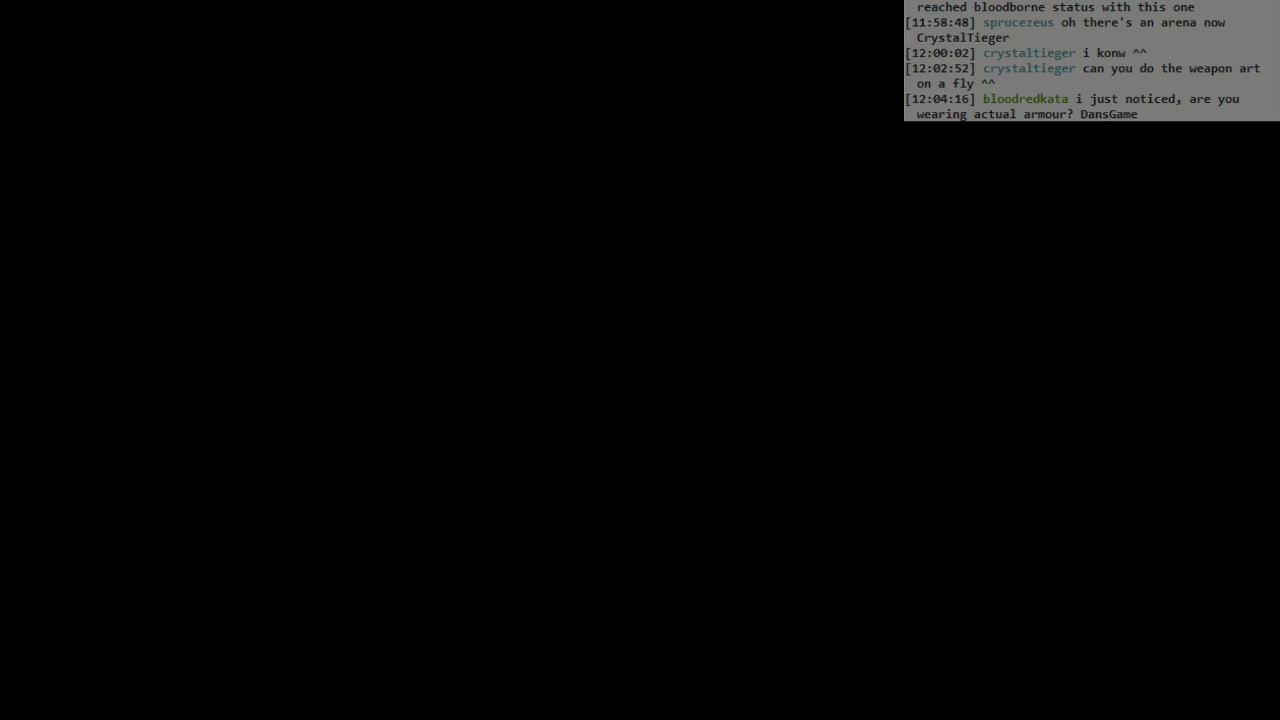 reached bloodborne status with this one
[11:58:48] sprucezeus oh there's an arena now
CrystalTieger
[12:00:02] crystaltieger i konw ^^
[12:02:52] crystaltieger can you do the weapon art
on a fly ^^
[12:04:16] bloodredkata i just noticed, are you
wearing actual armour? DansGame